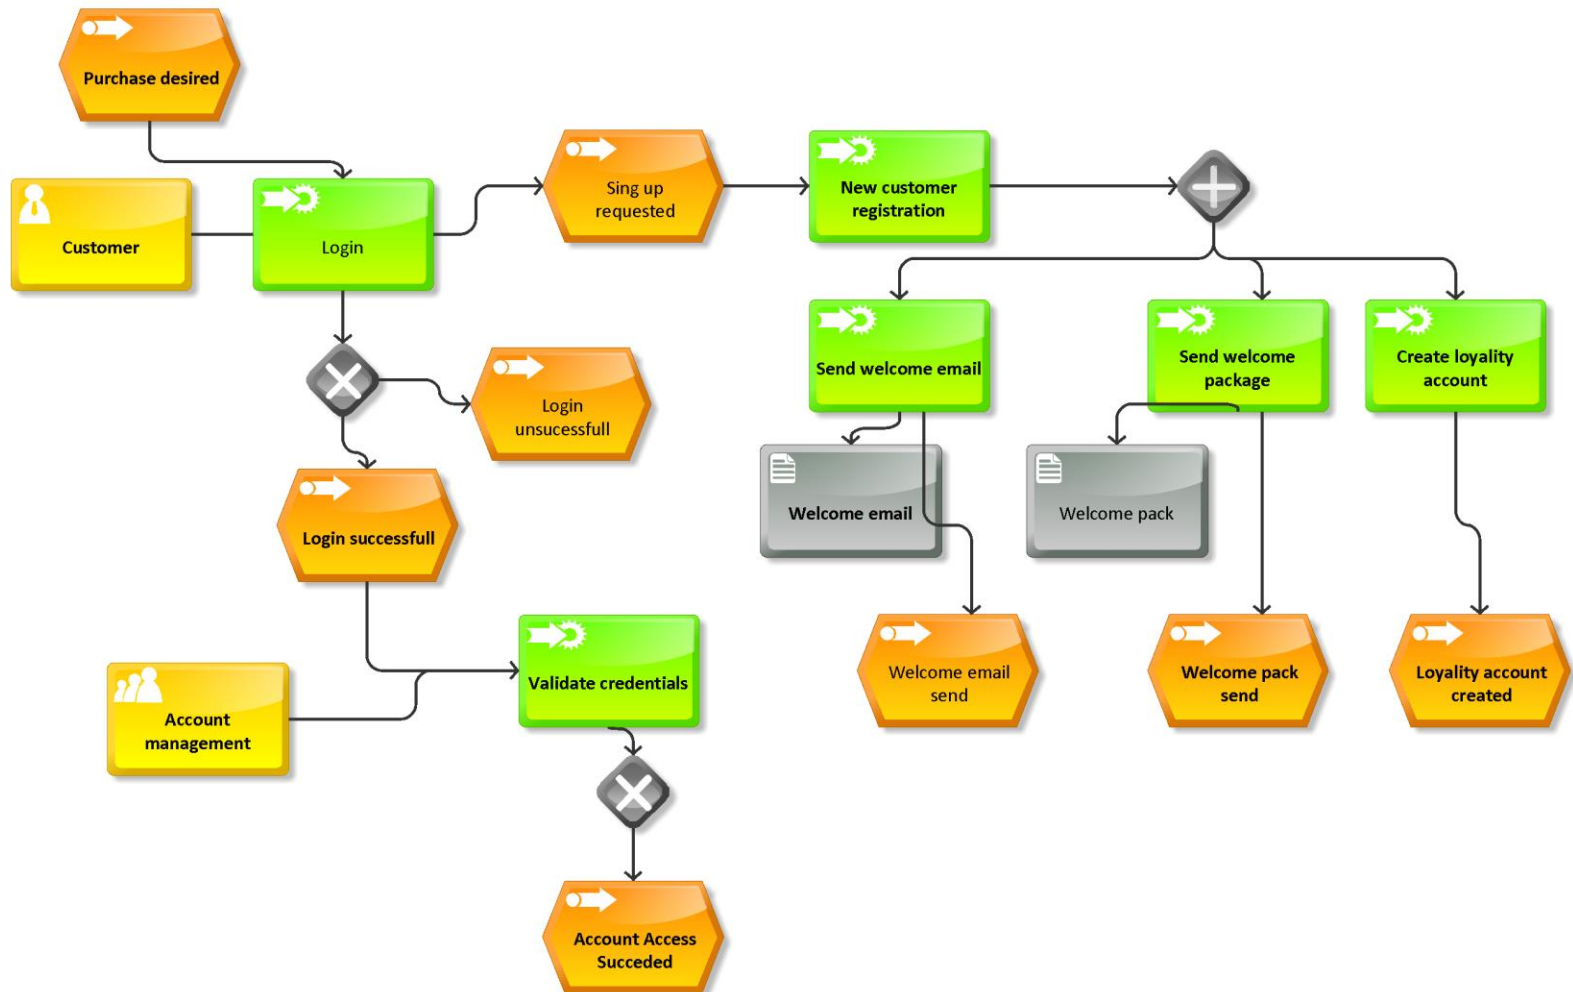 Purchase desired
Customer
Login
Sing up
requested
New customer
registration
Send welcome email
Send welcome
package
Create loyality
account
Login
unsucessfull
Welcome email
Welcome pack
Login successfull
Validate credentials
Account
management
Welcome email
send
Welcome pack
send
Loyality account
created
Account Access
Succeded